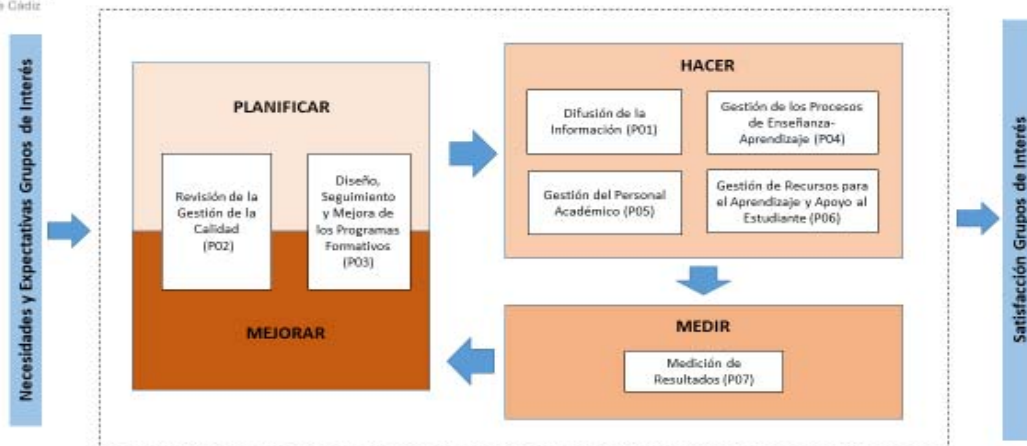 Cádiz
Necesidades y Expectativas Grupos de Interés
PLANIFICAR
Revisión de la
Gestión de la
Calidad
(P02)
Diseño,
Seguimiento
y Mejora de
los Programas
Formativos
(P03)
MEJORAR
HACER
Difusión de la
Información (P01)
Gestión de los Procesos
de Enseñanza-
Aprendizaje (P04)
Gestión del Personal
Académico (P05)
Gestión de Recursos para
el Aprendizaje y Apoyo al
Estudiante (P06)
MEDIR
Medición de
Resultados (P07)
Satisfacción Grupos de Interés